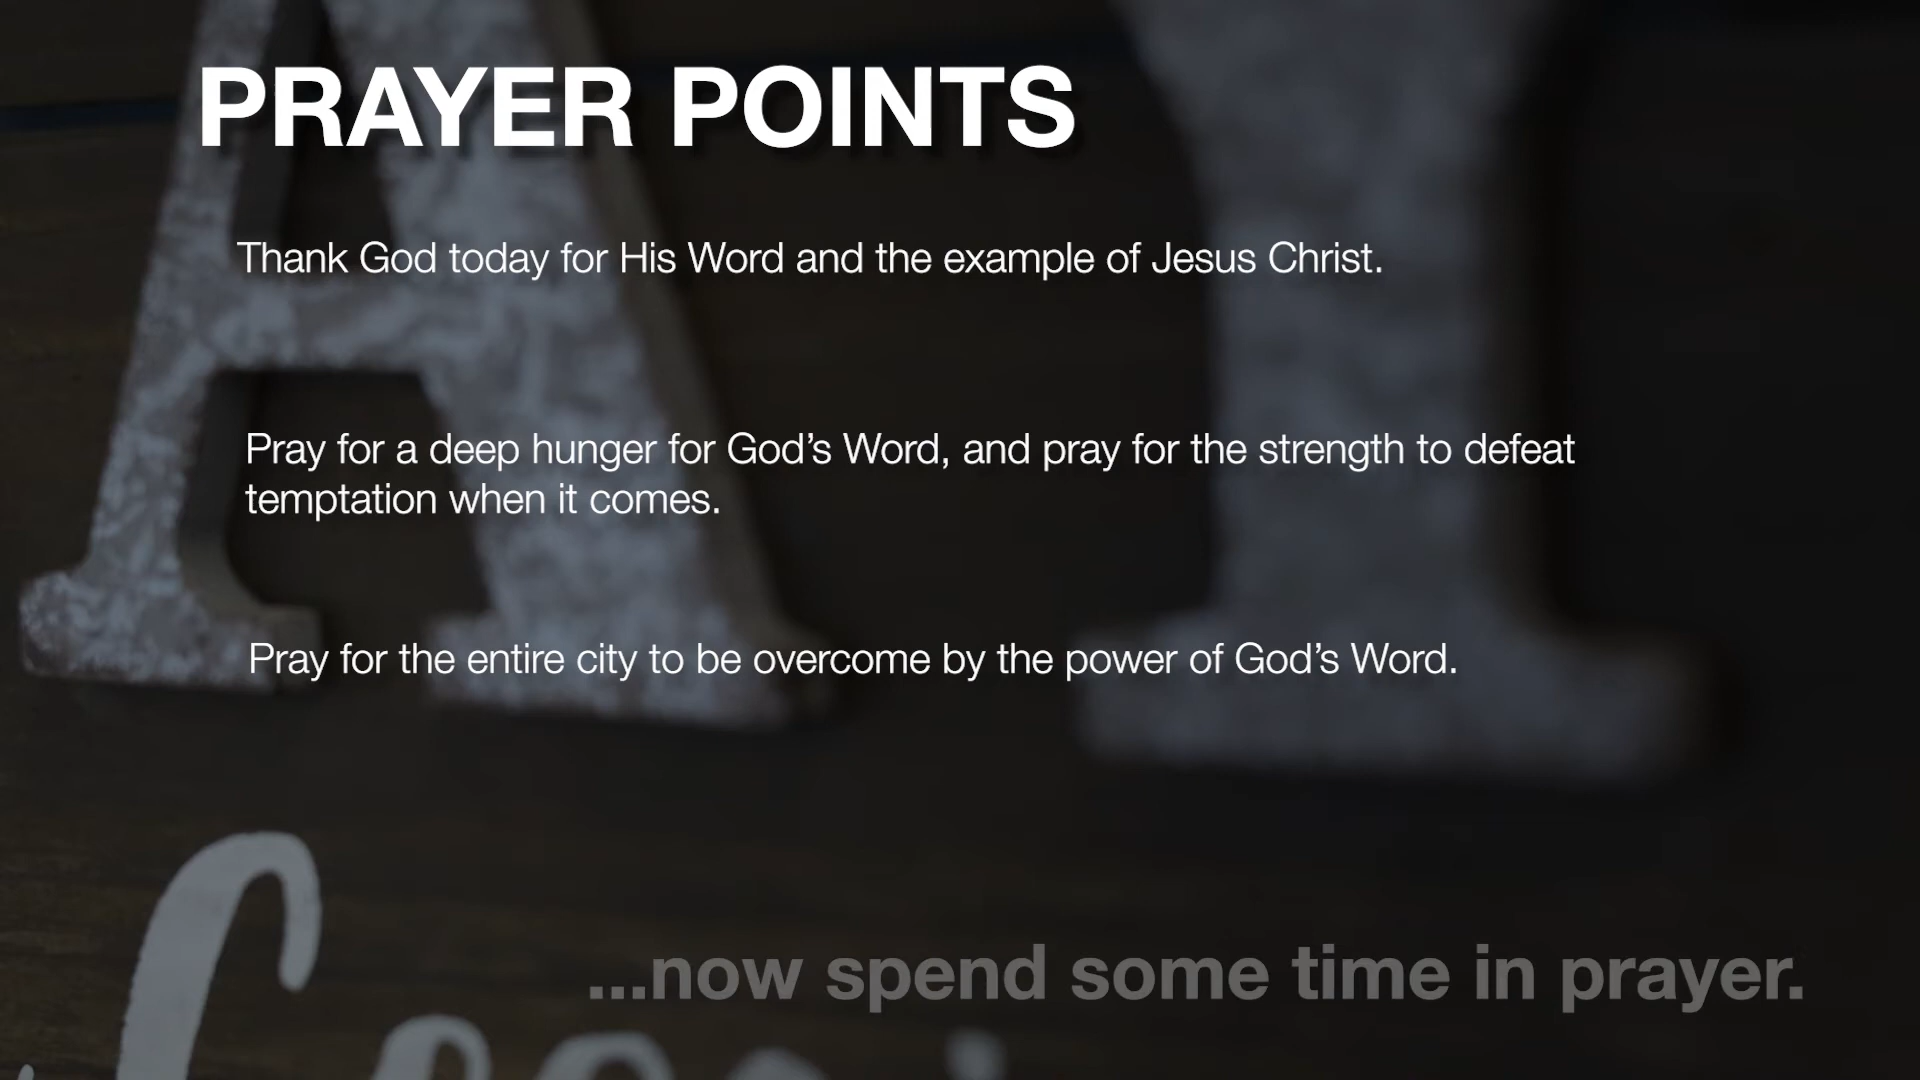 PRAYER POINTS
Thank God today for His Word and the example of Jesus Christ.
Pray for a deep hunger for God’s Word, and pray for the strength to defeat
temptation when it comes.
Pray for the entire city to be overcome by the power of God’s Word.
...now spend some time in prayer.